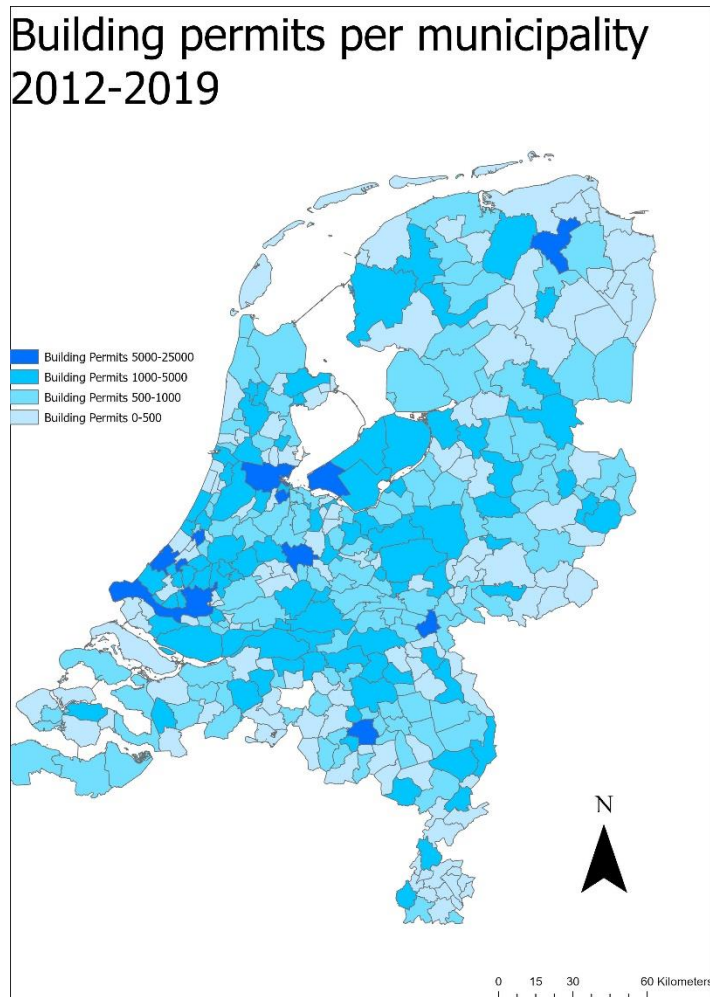 Building permits per municipality
2012-2019
Building Permits 5000-25000
Building Permits 1000-5000
Building Permits 500-1000
Building Permits 0-500
N
0 15 30 60 Kilometers